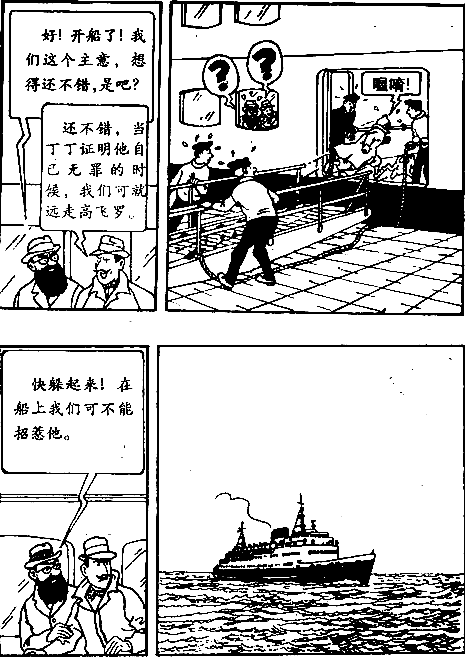 好！开船了！我
们这个主意，想
得还不错，是吧？
还不错，当
丁丁证明他自
己无罪的时
候，我们可就
远走高飞罗。
? ?
嗬唷！
快躲起来！在
船上我们可不能
招惹他。